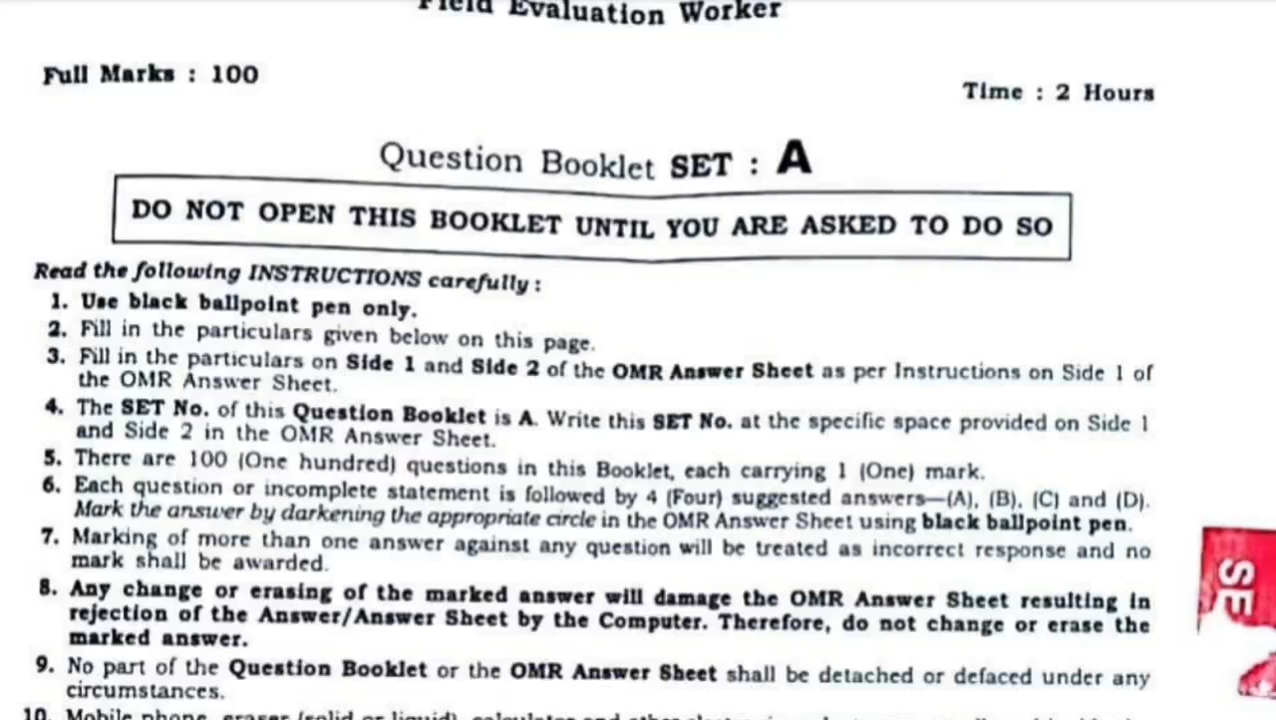 Field Evaluation Worker
Full Marks : 100
Time : 2 Hours
Question Booklet SET : A
DO NOT OPEN THIS BOOKLET UNTIL YOU ARE ASKED TO DO SO
Read the following INSTRUCTIONS carefully :
1. Use black ballpoint pen only.
2. Fill in the particulars given below on this page.
3. Fill in the particulars on Side 1 and Side 2 of the OMR Answer Sheet as per Instructions on Side 1 of
the OMR Answer Sheet.
4. The SET No. of this Question Booklet is A. Write this SET No. at the specific space provided on Side 1
and Side 2 in the OMR Answer Sheet.
5. There are 100 (One hundred) questions in this Booklet, each carrying 1 (One) mark.
6. Each question or incomplete statement is followed by 4 (Four) suggested answers—(A), (B), (C) and (D).
Mark the answer by darkening the appropriate circle in the OMR Answer Sheet using black ballpoint pen.
7. Marking of more than one answer against any question will be treated as incorrect response and no
mark shall be awarded.
8. Any change or erasing of the marked answer will damage the OMR Answer Sheet resulting in
rejection of the Answer/Answer Sheet by the Computer. Therefore, do not change or erase the
marked answer.
9. No part of the Question Booklet or the OMR Answer Sheet shall be detached or defaced under any
circumstances.
10. Mobile phone, eraser (solid or liquid), calculator and other
SE